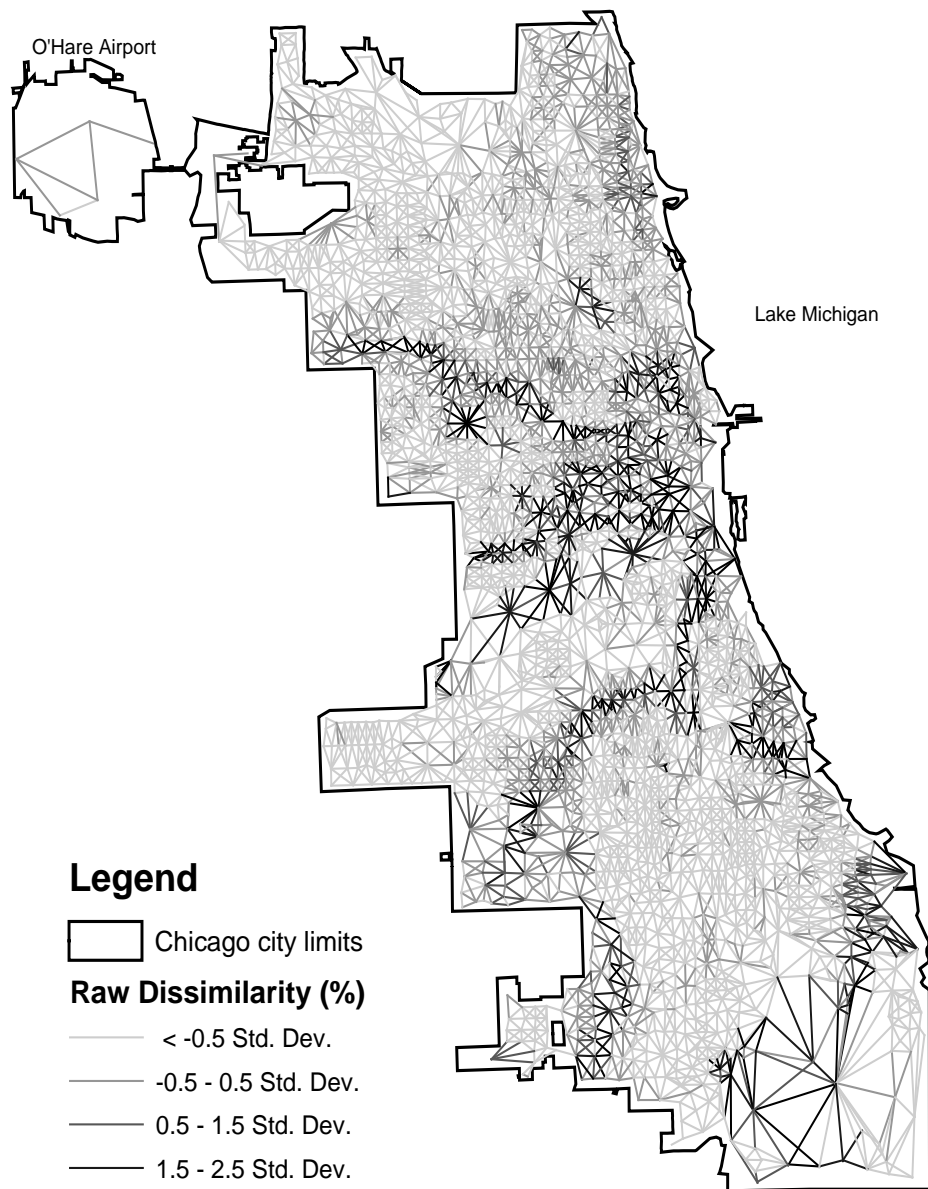 O'Hare Airport
Lake Michigan
Legend
Chicago city limits
Raw Dissimilarity (%)
< -0.5 Std. Dev.
-0.5 - 0.5 Std. Dev.
0.5 - 1.5 Std. Dev.
1.5 - 2.5 Std. Dev.